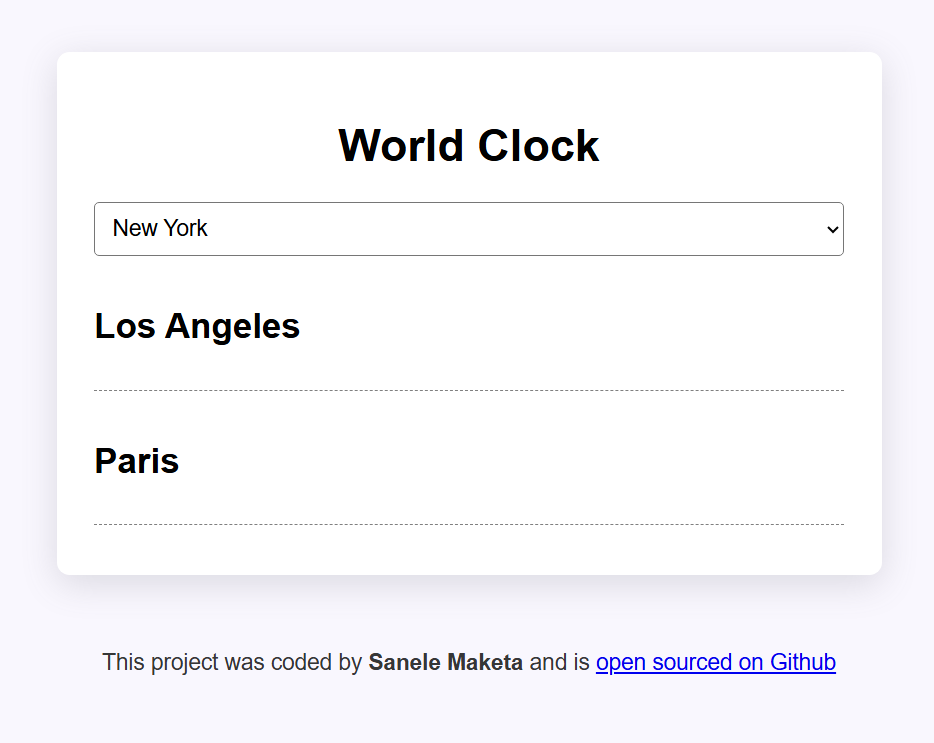 World Clock
New York
Los Angeles
Paris
This project was coded by Sanele Maketa and is open sourced on Github